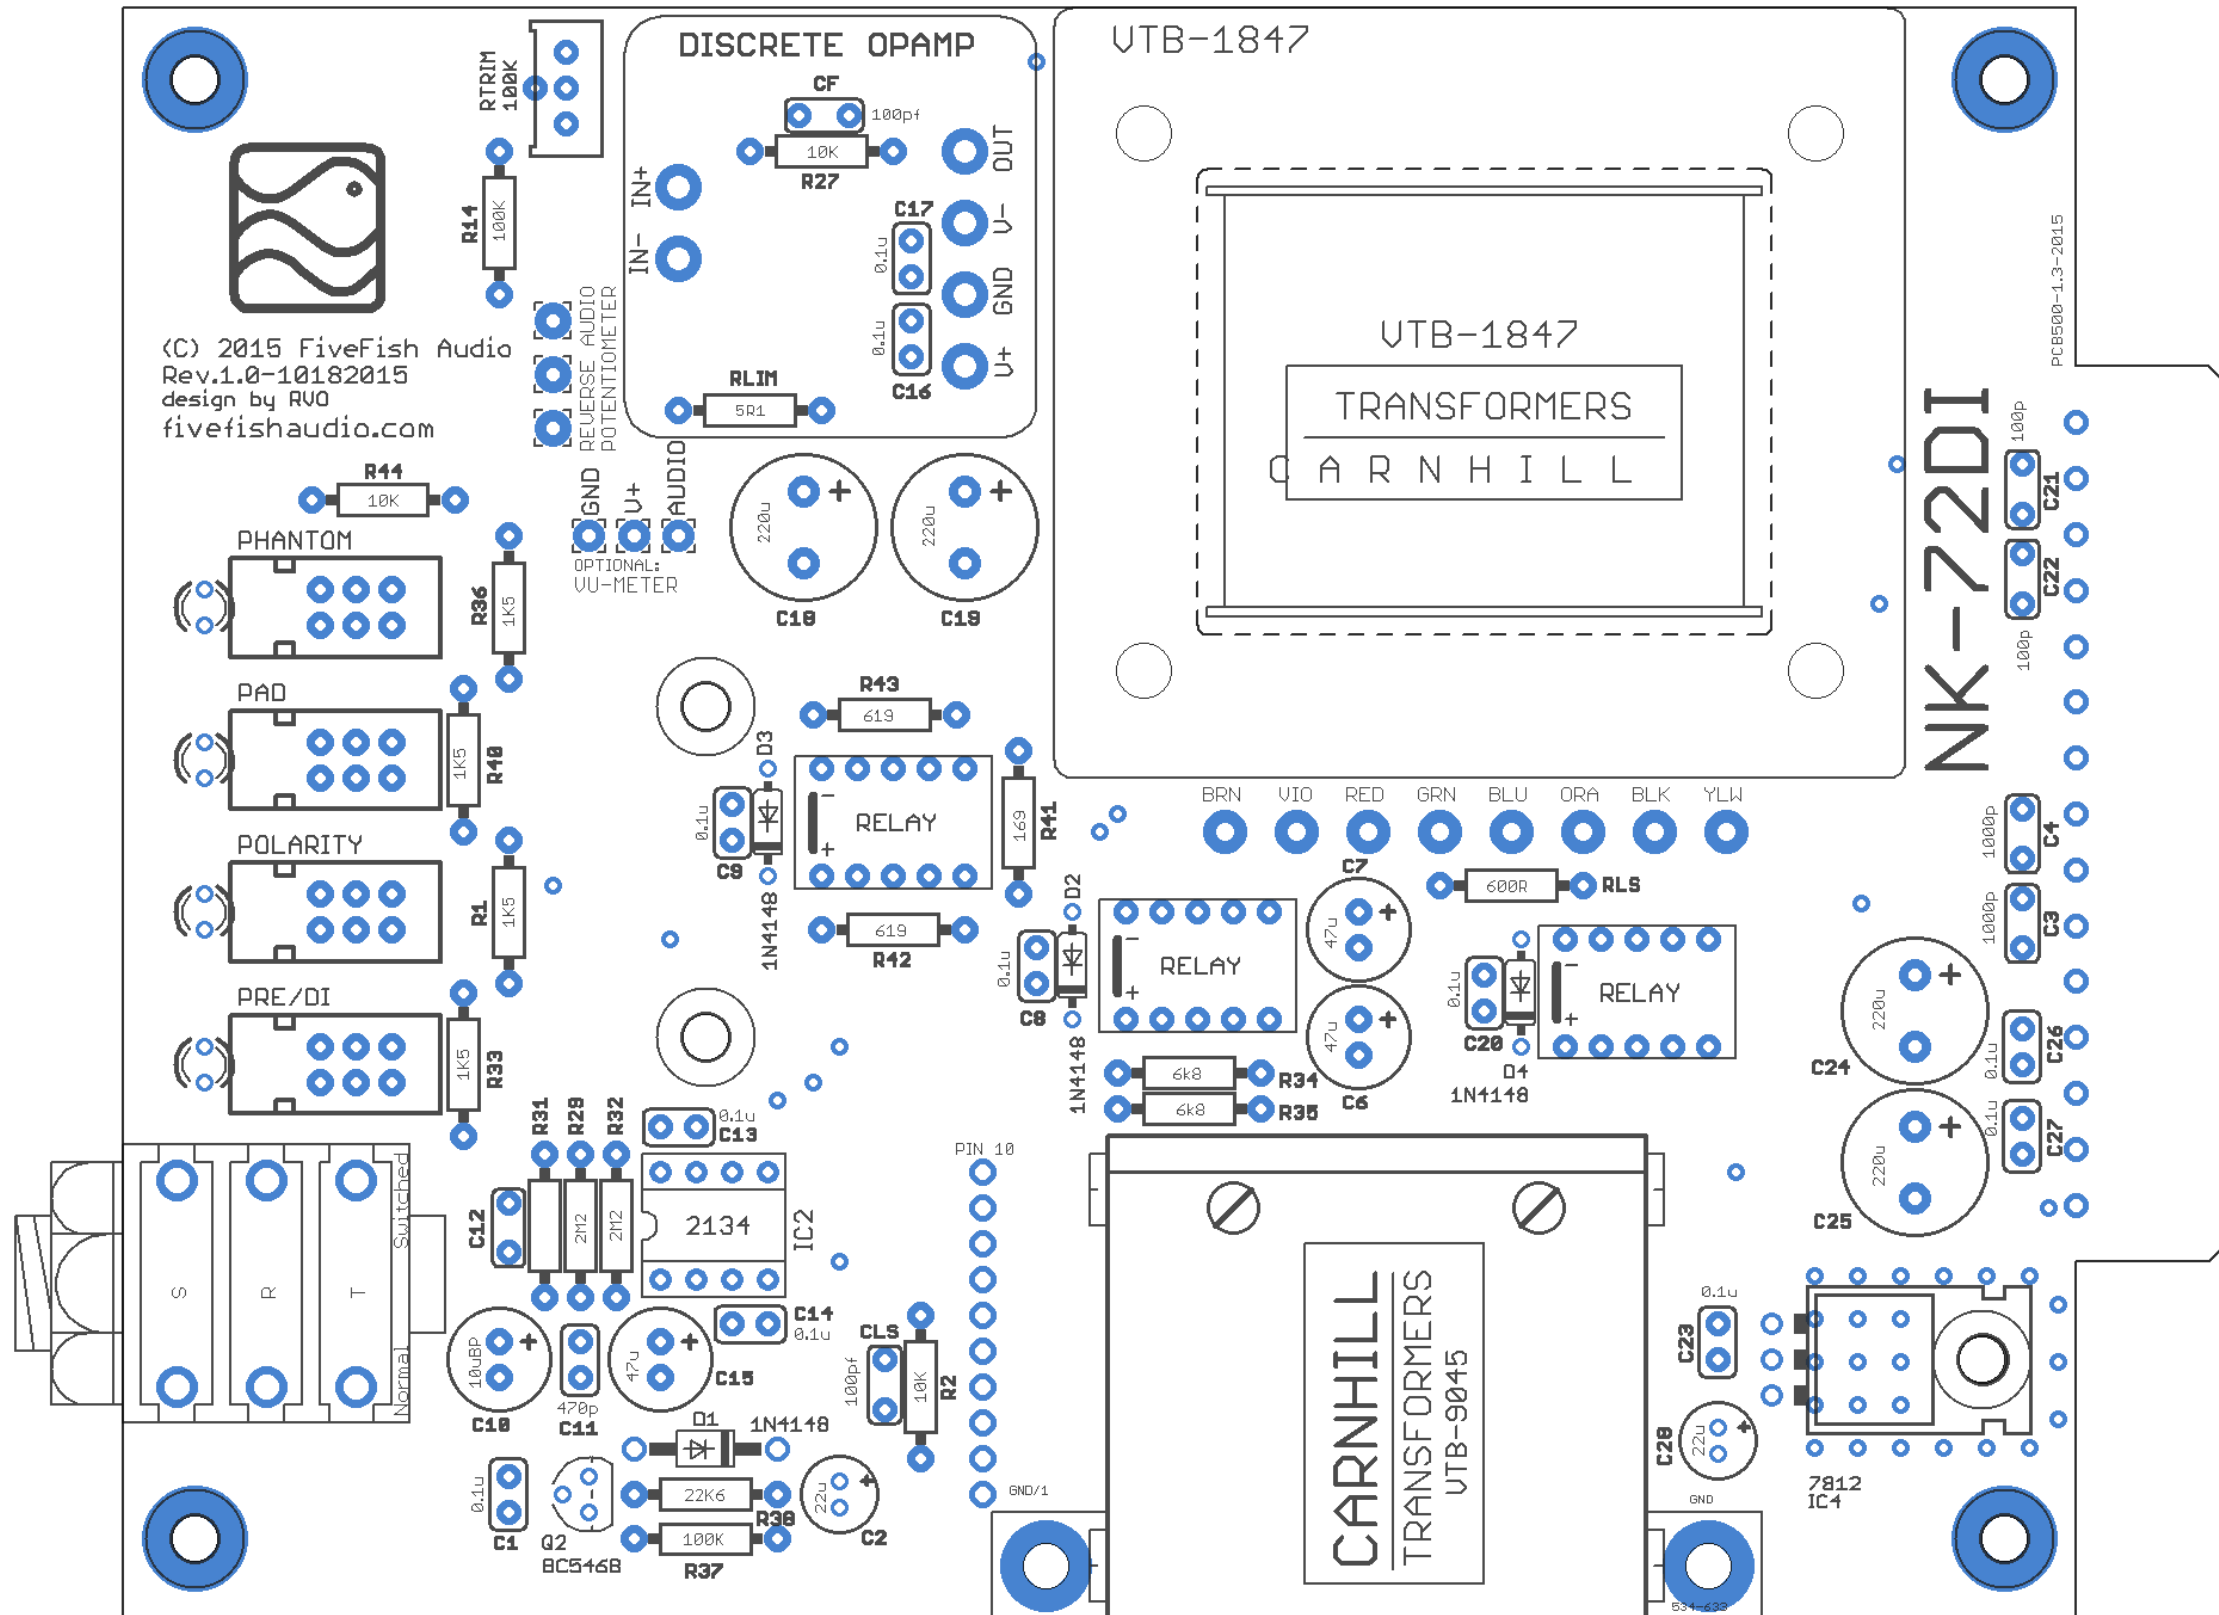 DISCRETE OPAMP
VTB-1847
RTRIM
100K
CF
100pf
10K
R27
OUT
IN+
IN-
V-
GND
V+
C17
0.1u
0.1u
C16
R14
100K
REVERSE AUDIO
POTENTIOMETER
RLIM
5R1
(C) 2015 FiveFish Audio
Rev.1.0-10182015
design by RVO
fivefishaudio.com
VTB-1847
TRANSFORMERS
CARNHILL
PCB500-1.3-2015
NK-72DI
100p
C21
C22
100p
R44
10K
GND
V+
AUDIO
OPTIONAL:
VU-METER
220u
C18
220u
C19
PHANTOM
R36
1K5
PAD
1K5
R40
POLARITY
R1
1K5
PRE/DI
1K5
R33
R43
619
D3
0.1u
C9
1N4148
RELAY
-
+
169
R41
619
R42
BRN
VIO
RED
GRN
BLU
ORA
BLK
YLW
C7
47u
600R
RLS
D2
0.1u
C8
1N4148
RELAY
-
+
47u
C6
0.1u
C20
D4
1N4148
RELAY
-
+
6k8
R34
6k8
R35
1000p
C4
1000p
C3
220u
C24
0.1u
C26
220u
C25
0.1u
C27
R31
R29
R32
2M2
2M2
0.1u
C13
C12
2134
IC2
C14
0.1u
PIN 10
GND/1
S
R
T
Switched
Normal
10uBP
C10
470p
C11
47u
C15
CLS
100pf
10K
R2
D1
1N4148
0.1u
C1
Q2
BC546B
22K6
R38
100K
R37
22u
C2
CARNHILL
TRANSFORMERS
VTB-9045
0.1u
C23
C28
22u
GND
534-633
7812
IC4